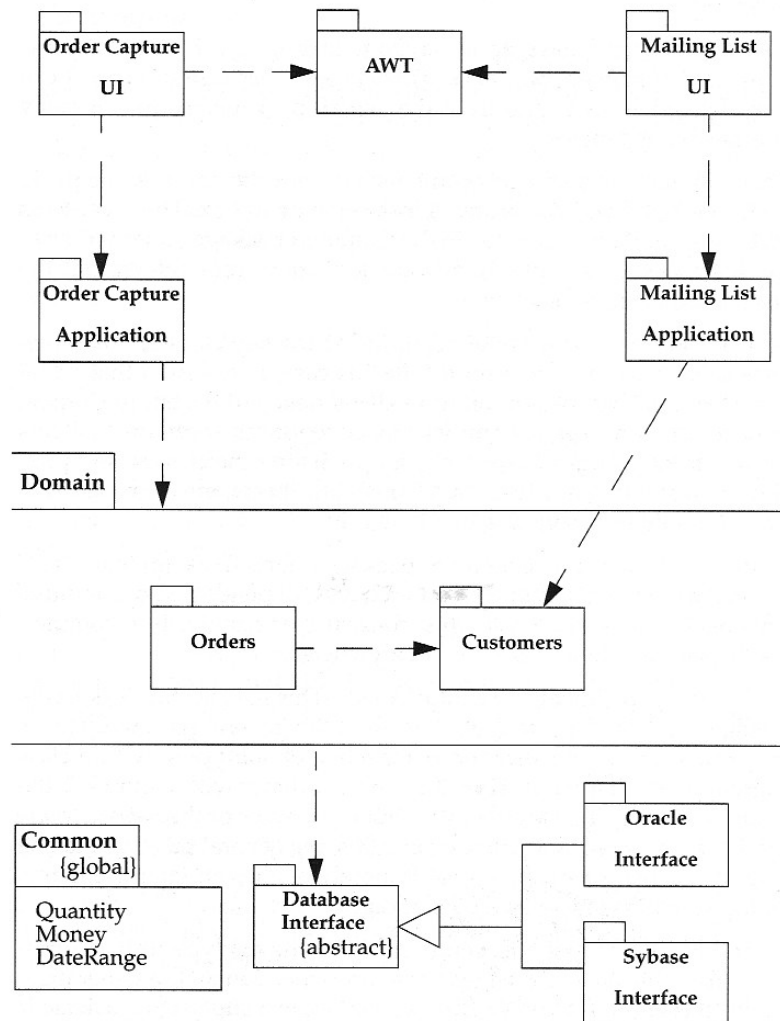 Order Capture
UI
AWT
Mailing List
UI
Order Capture
Application
Mailing List
Application
Domain
Orders
Customers
Common
{global}
Quantity
Money
DateRange
Database
Interface
{abstract}
Oracle
Interface
Sybase
Interface